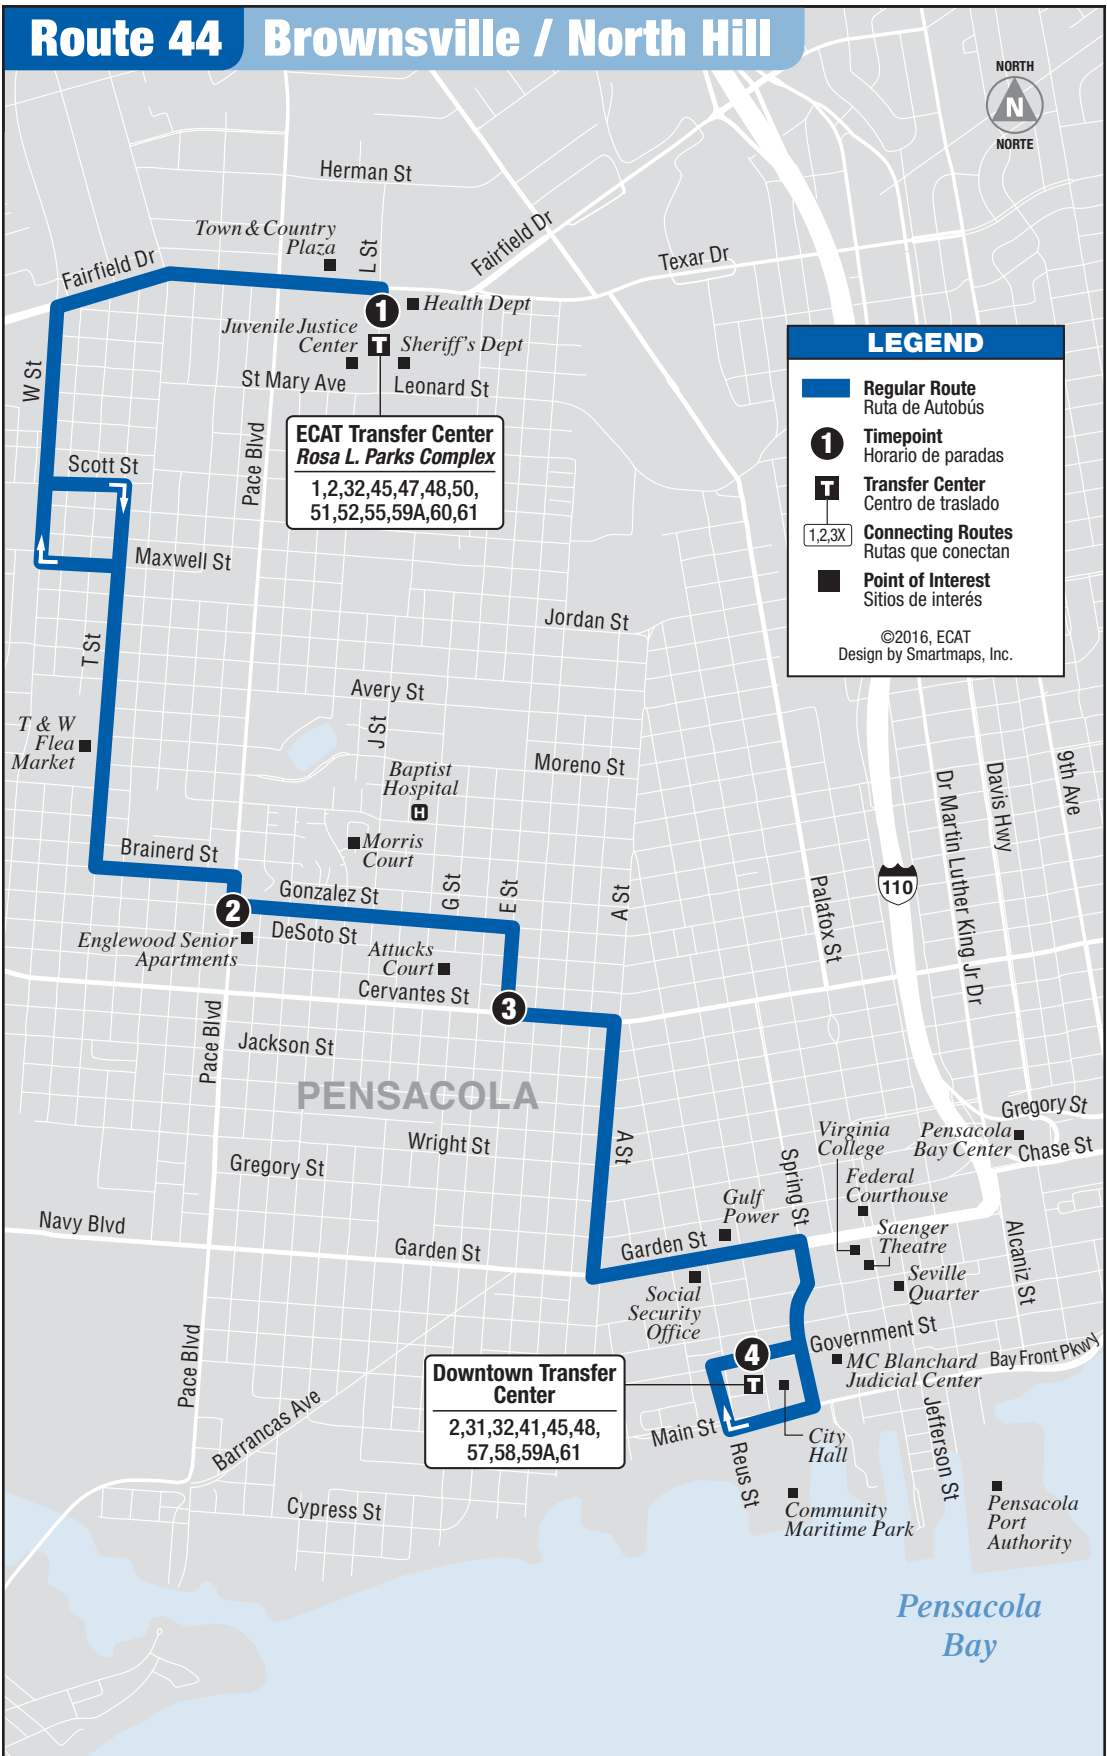 Route 44
Brownsville / North Hill
NORTH
N
NORTE
Herman St
Town & Country
Plaza
L St
Fairfield Dr
Fairfield Dr
Texar Dr
1
Health Dept
Juvenile Justice
Center
T
Sheriff's Dept
St Mary Ave
Leonard St
W St
Pace Blvd
ECAT Transfer Center
Rosa L. Parks Complex
1,2,32,45,47,48,50,
51,52,55,59A,60,61
LEGEND
Regular Route
Ruta de Autobús
1
Timepoint
Horario de paradas
T
Transfer Center
Centro de traslado
1,2,3X
Connecting Routes
Rutas que conectan
Point of Interest
Sitios de interés
©2016, ECAT
Design by Smartmaps, Inc.
Scott St
Maxwell St
Jordan St
T St
Avery St
J St
T & W
Flea
Market
Moreno St
Baptist
Hospital
H
Morris
Court
9th Ave
Davis Hwy
Dr Martin Luther King Jr Dr
Brainerd St
Gonzalez St
G St
E St
A St
Palafox St
110
2
DeSoto St
Englewood Senior
Apartments
Attucks
Court
Cervantes St
3
Pace Blvd
Jackson St
PENSACOLA
Wright St
A St
Gregory St
Spring St
Virginia
College
Pensacola
Bay Center
Gregory St
Chase St
Federal
Courthouse
Gulf
Power
Saenger
Theatre
Navy Blvd
Garden St
Garden St
Alcaniz St
Social
Security
Office
Seville
Quarter
Government St
4
T
MC Blanchard
Judicial Center
Bay Front Pkwy
Pace Blvd
Downtown Transfer
Center
2,31,32,41,45,48,
57,58,59A,61
Barrancas Ave
Main St
Reus St
City
Hall
Jefferson St
Cypress St
Community
Maritime Park
Pensacola
Port
Authority
Pensacola
Bay